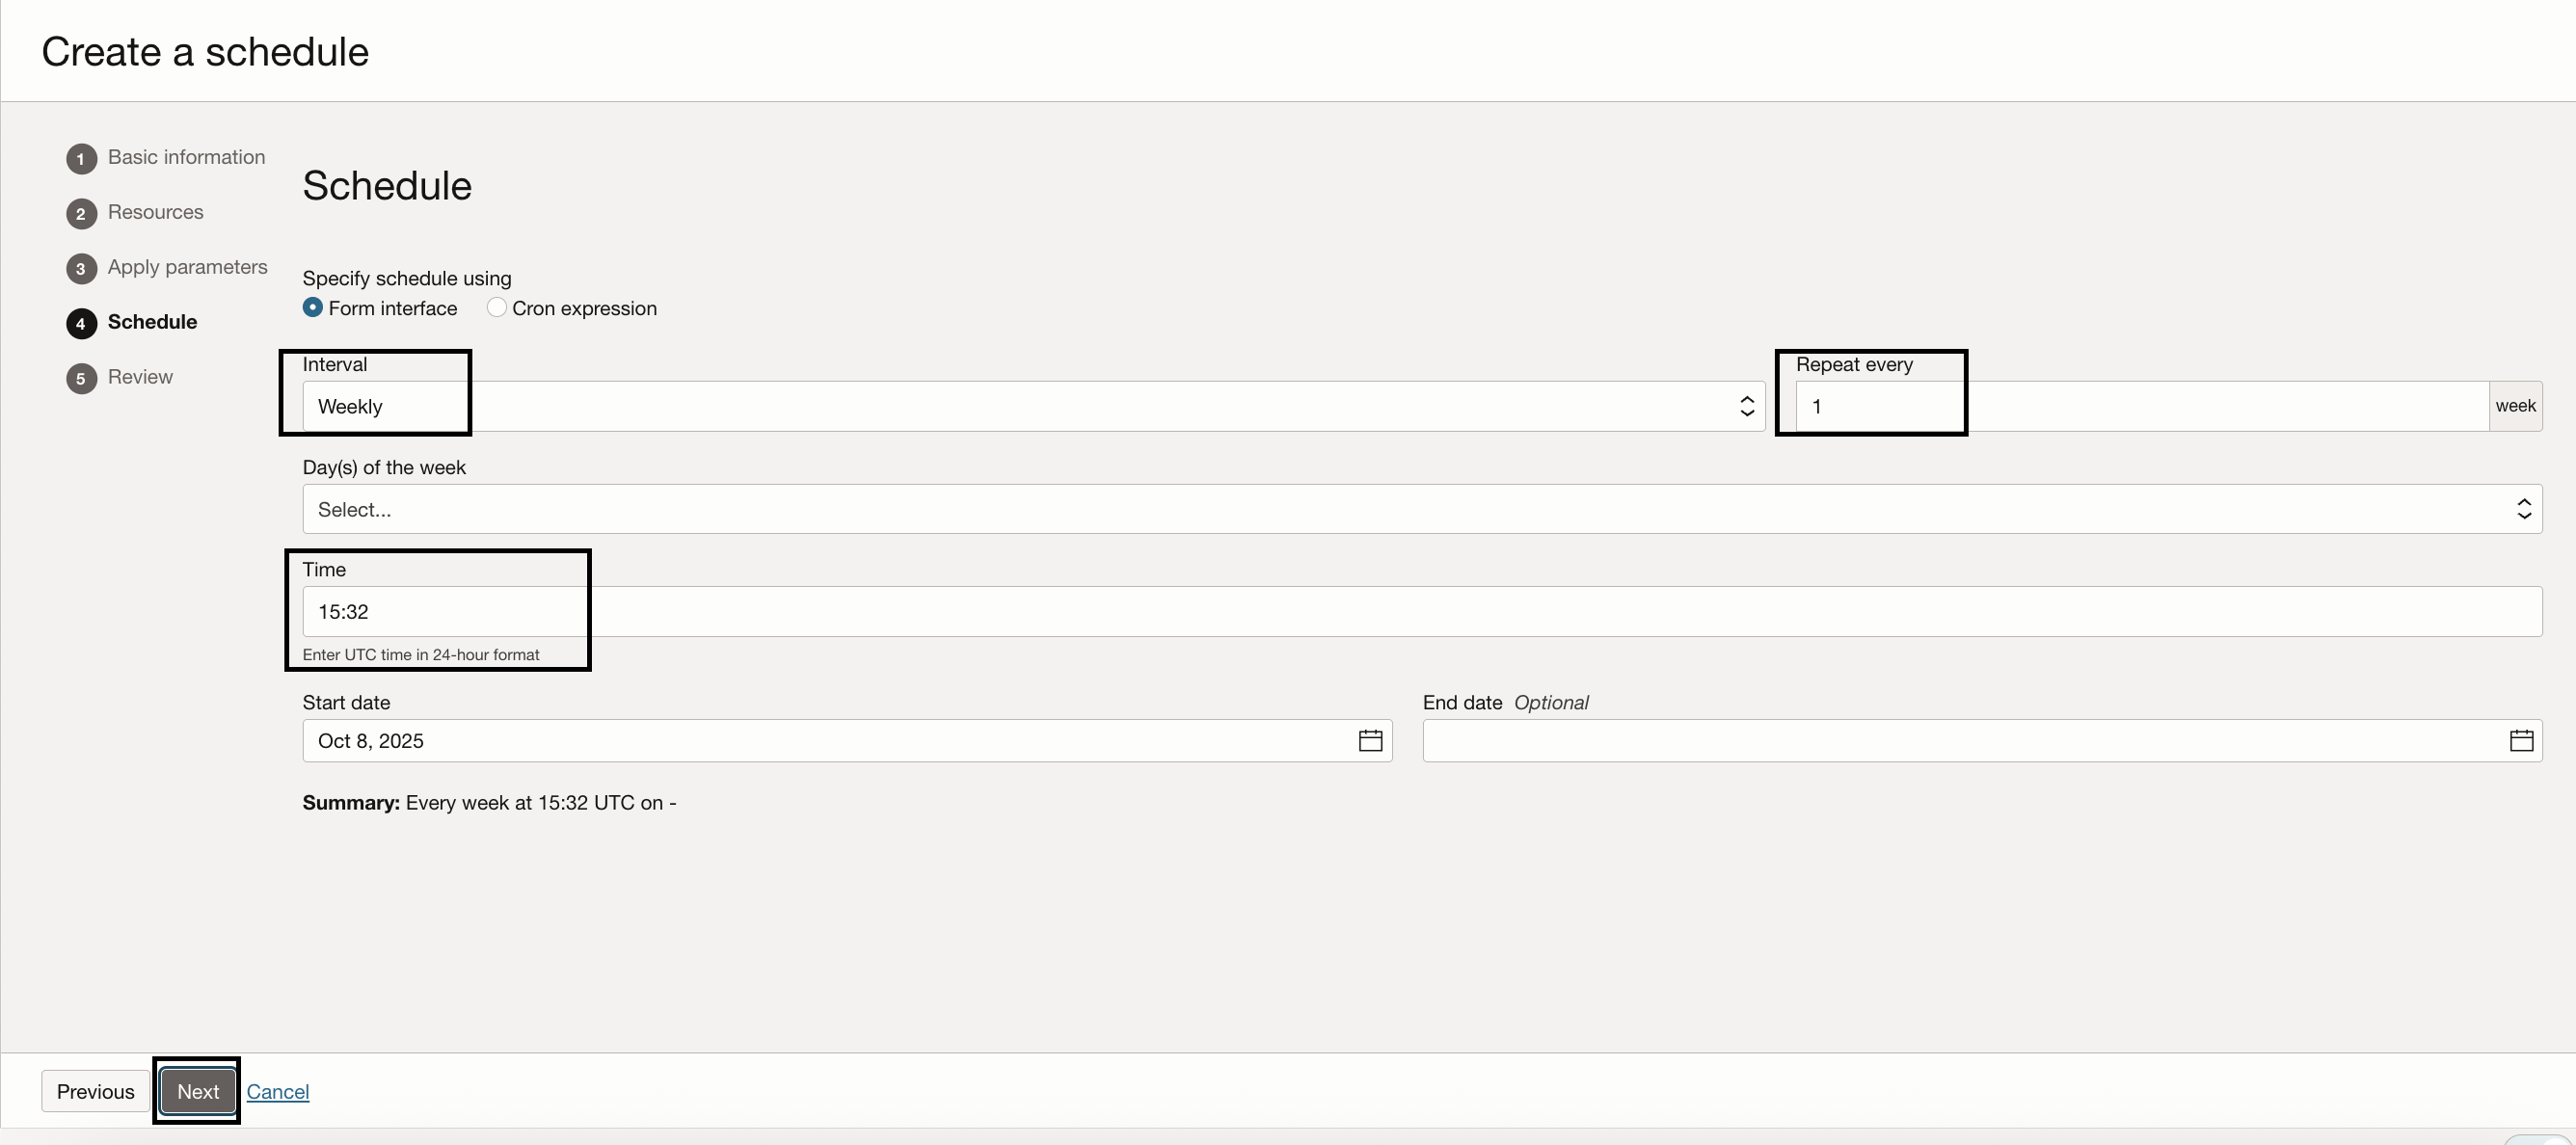 Create a schedule
1 Basic information
2 Resources
3 Apply parameters
4 Schedule
5 Review
Schedule
Specify schedule using
Form interface Cron expression
Interval
Weekly
Repeat every
1 week
Day(s) of the week
Select...
Time
15:32
Enter UTC time in 24-hour format
Start date
Oct 8, 2025
End date Optional
Summary: Every week at 15:32 UTC on -
Previous Next Cancel